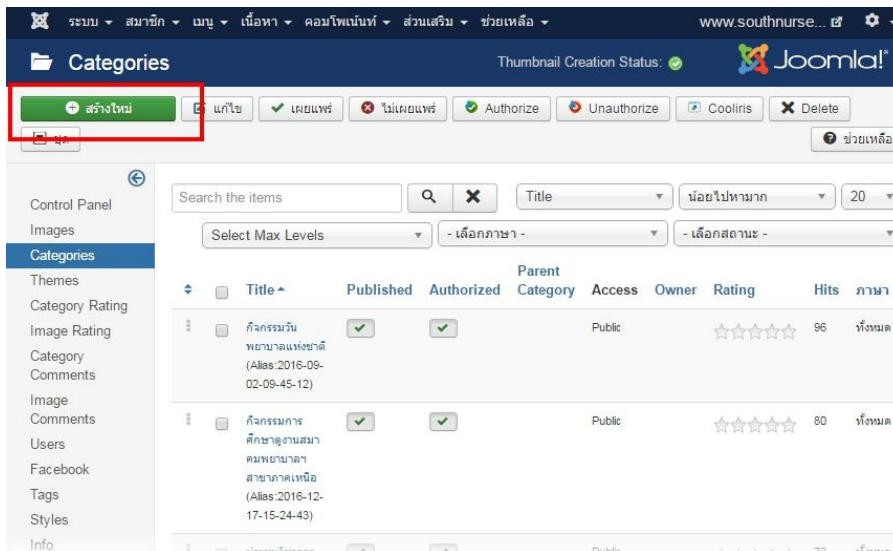 ระบบ สมาชิก เมนู เนื้อหา คอมโพเน้นท์ ส่วนเสริม ช่วยเหลือ www.southnurse...
Categories Thumbnail Creation Status: Joomla!
สร้างใหม่ แก้ไข เผยแพร่ ไม่เผยแพร่ Authorize Unauthorize Cooliris Delete
ช่วยเหลือ
Control Panel
Images
Categories
Themes
Category Rating
Image Rating
Category
Comments
Image
Comments
Users
Facebook
Tags
Styles
Info
Search the items Title น้อยไปหามาก 20
Select Max Levels - เลือกภาษา - - เลือกสถานะ -
Title Published Authorized Parent
Category Access Owner Rating Hits ภาษา
กิจกรรมวัน Public 96 ทั้งหมด
พยาบาลแห่งชาติ
(Alias:2016-09-
02-09-45-12)
กิจกรรมการ Public 80 ทั้งหมด
ศึกษาดูงานสมา
คมพยาบาลฯ
สาขาภาคเหนือ
(Alias:2016-12-
17-15-24-43)